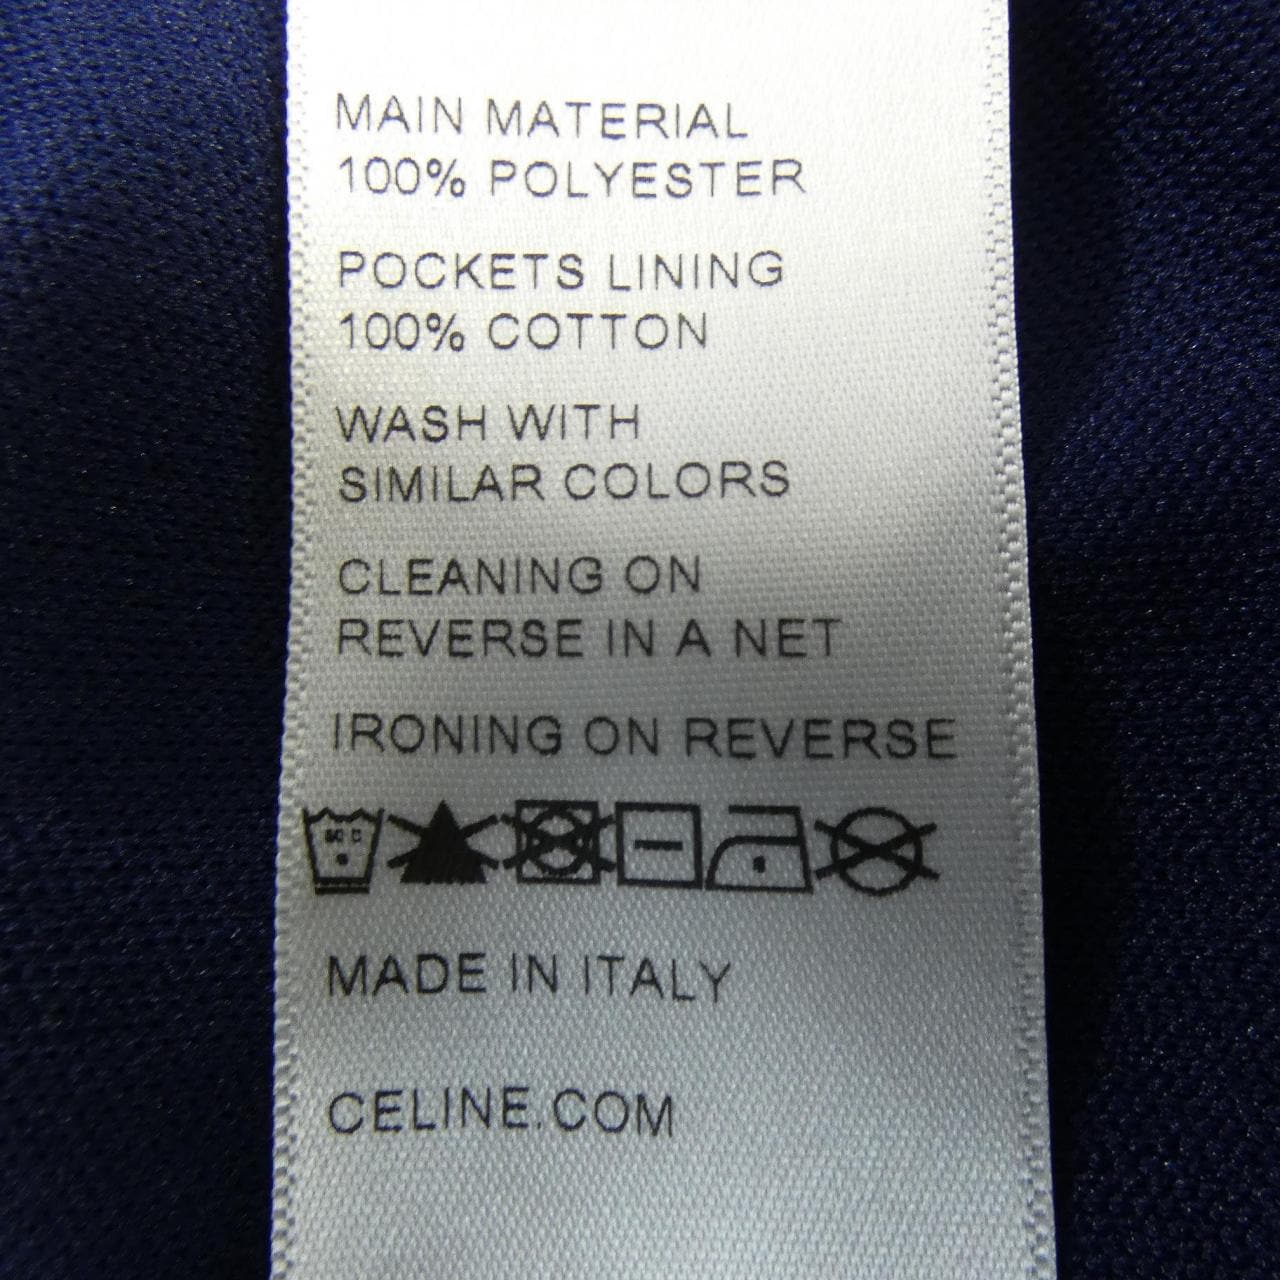 MAIN MATERIAL
100% POLYESTER
POCKETS LINING
100% COTTON
WASH WITH
SIMILAR COLORS
CLEANING ON
REVERSE IN A NET
IRONING ON REVERSE
MADE IN ITALY
CELINE.COM